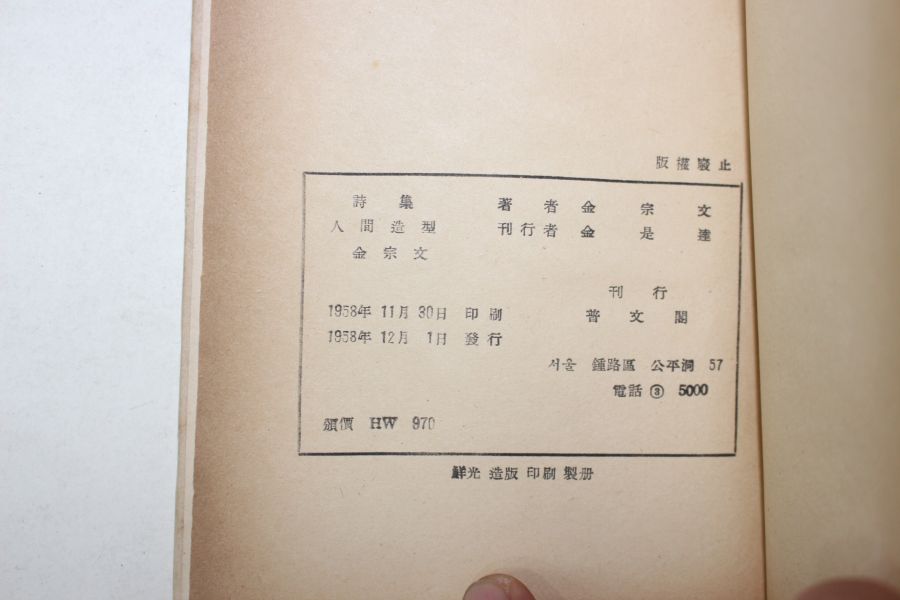 版權發止
詩集
人間造型
金宗文
著者 金宗文
刊行者 金是達
1958年 11月 30日 印刷
1958年 12月 1日 發行
刊行
普文閣
서울 鍾路區 公平洞 57
電話 ③ 5000
頒價 HW 970
鮮光 造版 印刷 製册